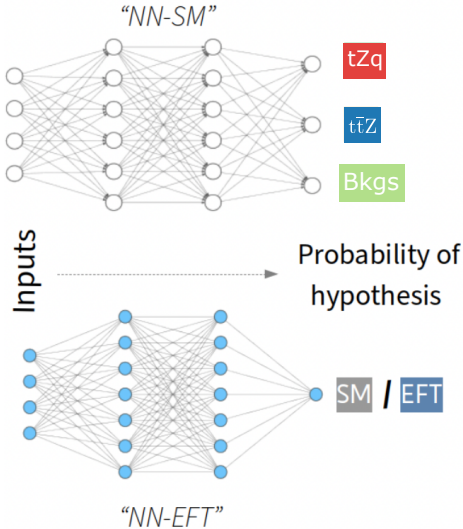 “NN-SM”
tZq
tt̄Z
Bkgs
Inputs
Probability of
hypothesis
SM / EFT
“NN-EFT”